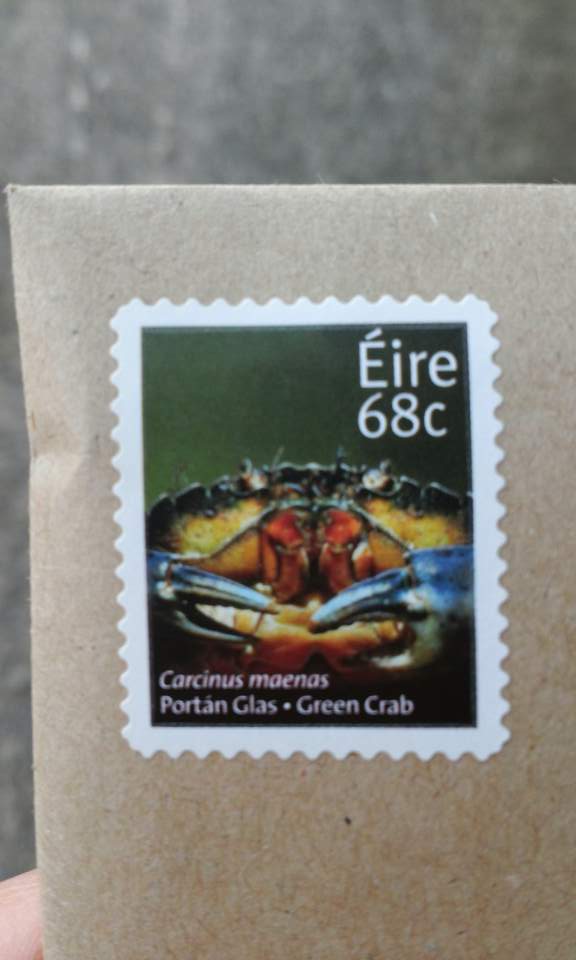 Éire
68c
Carcinus maenas
Portán Glas • Green Crab